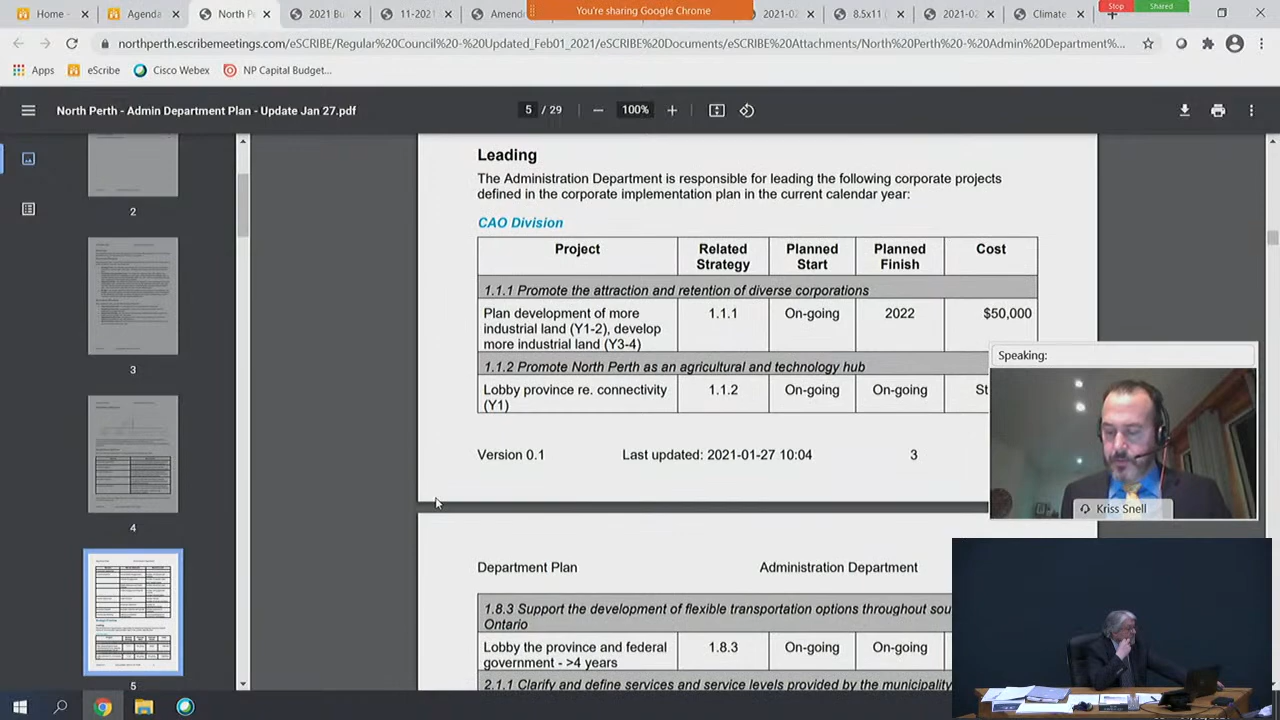 Home - 
Agenda
North P
2021 Bu
11-2021
Amen
You're sharing Google Chrome
2021-02
8.5x11
2021-02
Climate
Stop
Shared
northperth.escribemeetings.com/eSCRIBE/Regular%20Council%20-%20Updated_Feb01_2021/eSCRIBE%20Documents/eSCRIBE%20Attachments/North%20Perth%20-%20Admin%20Department%...
Apps
eScribe
Cisco Webex
NP Capital Budget...
North Perth - Admin Department Plan - Update Jan 27.pdf
5 / 29
100%
2
3
4
5
Leading
The Administration Department is responsible for leading the following corporate projects
defined in the corporate implementation plan in the current calendar year:
CAO Division
Project
Related
Strategy
Planned
Start
Planned
Finish
Cost
1.1.1 Promote the attraction and retention of diverse corporations
Plan development of more
industrial land (Y1-2), develop
more industrial land (Y3-4)
1.1.1
On-going
2022
$50,000
1.1.2 Promote North Perth as an agricultural and technology hub
Lobby province re. connectivity
(Y1)
1.1.2
On-going
On-going
St
Version 0.1
Last updated: 2021-01-27 10:04
3
Department Plan
Administration Department
1.8.3 Support the development of flexible transportation options throughout sou
Ontario
Lobby the province and federal
government - >4 years
1.8.3
On-going
On-going
2.1.1 Clarify and define services and service levels provided by the municipality
Speaking:
Kriss Snell